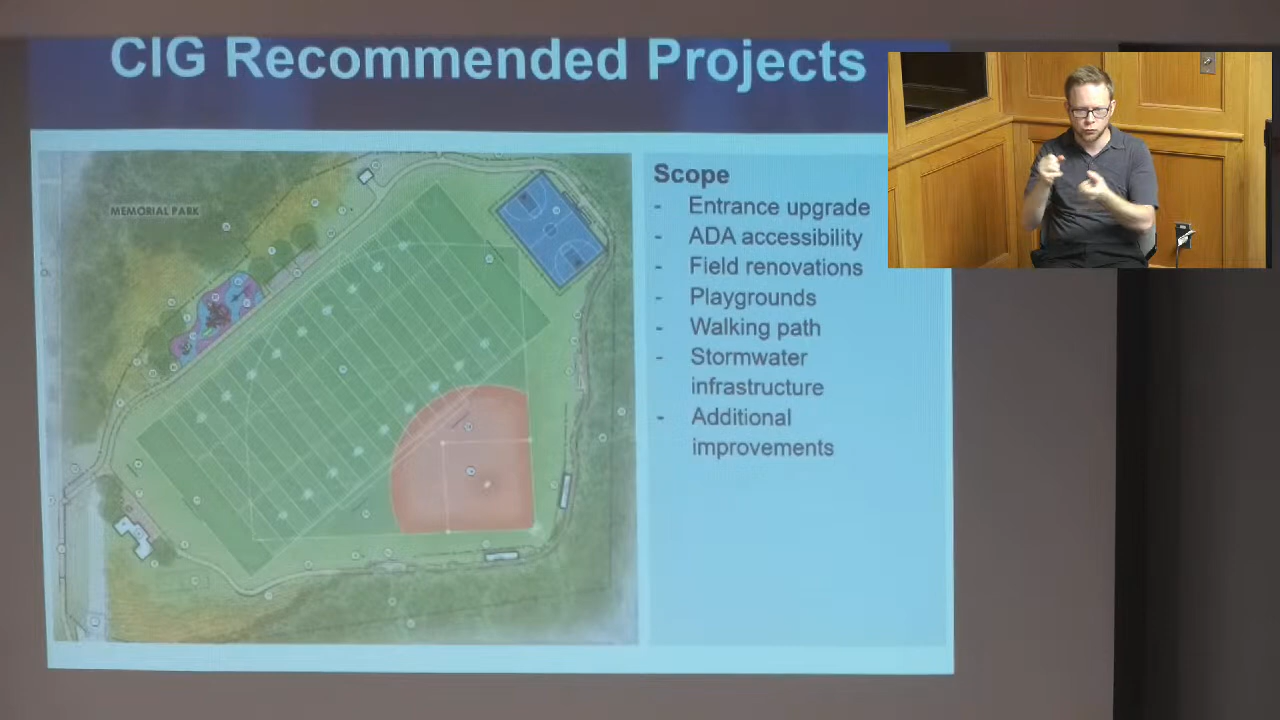 CIG Recommended Projects
MEMORIAL PARK
Scope
- Entrance upgrade
- ADA accessibility
- Field renovations
- Playgrounds
- Walking path
- Stormwater
infrastructure
- Additional
improvements